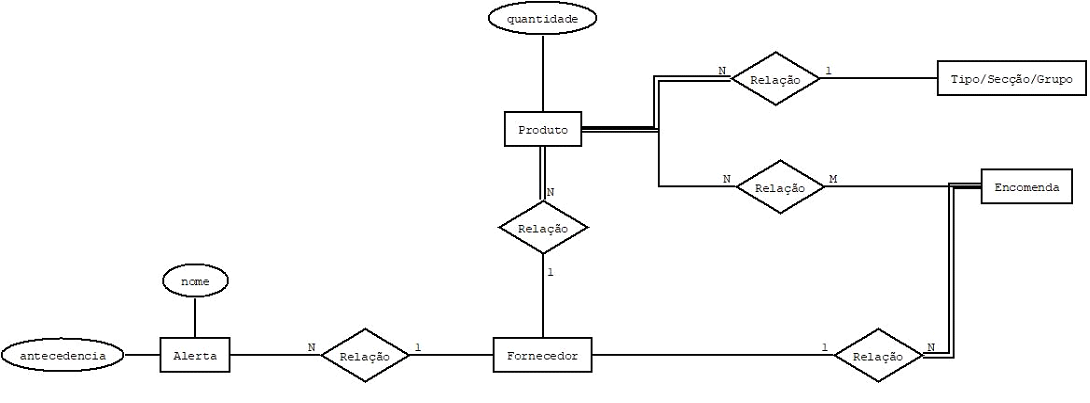 quantidade
N
Relação
1
Tipo/Secção/Grupo
Produto
N
Relação
M
Encomenda
N
Relação
1
nome
antecedencia
Alerta
N
Relação
1
Fornecedor
1
Relação
N